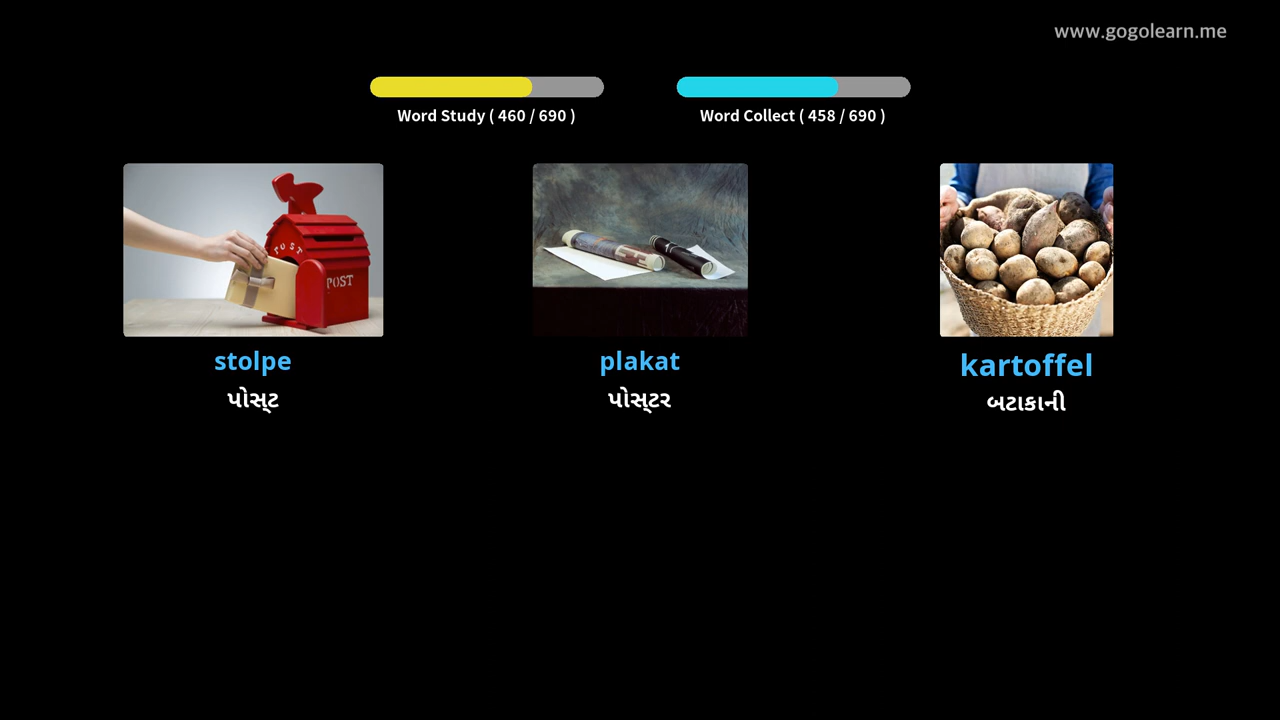 www.gogolearn.me
Word Study ( 460 / 690 )
Word Collect ( 458 / 690 )
POST
POST
stolpe
plakat
kartoffel
પોસ્ટ
પોસ્ટર
બટાકાની